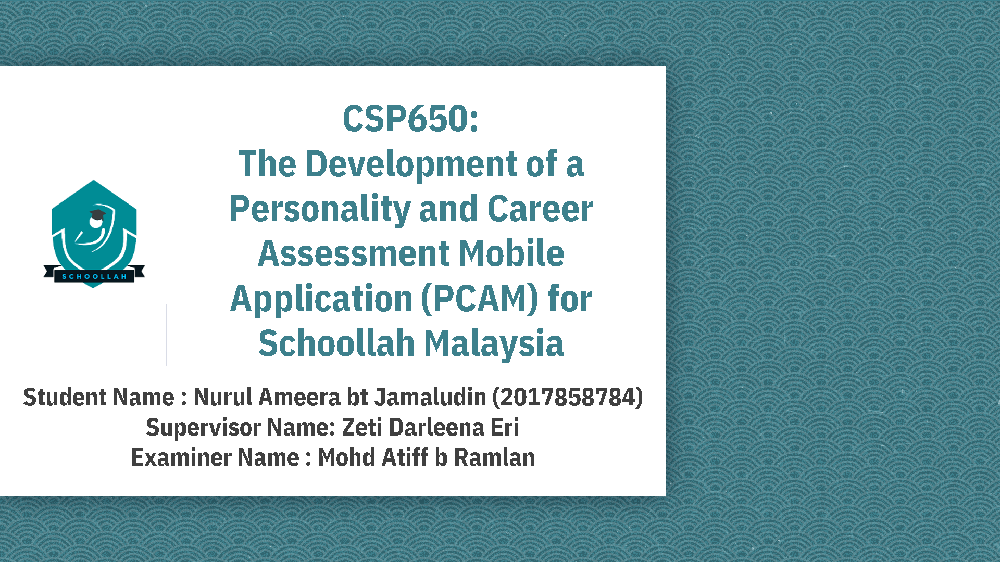 CSP650:
The Development of a
Personality and Career
Assessment Mobile
Application (PCAM) for
Schoollah Malaysia
SCHOOLLAH
Student Name : Nurul Ameera bt Jamaludin (2017858784)
Supervisor Name: Zeti Darleena Eri
Examiner Name : Mohd Atiff b Ramlan